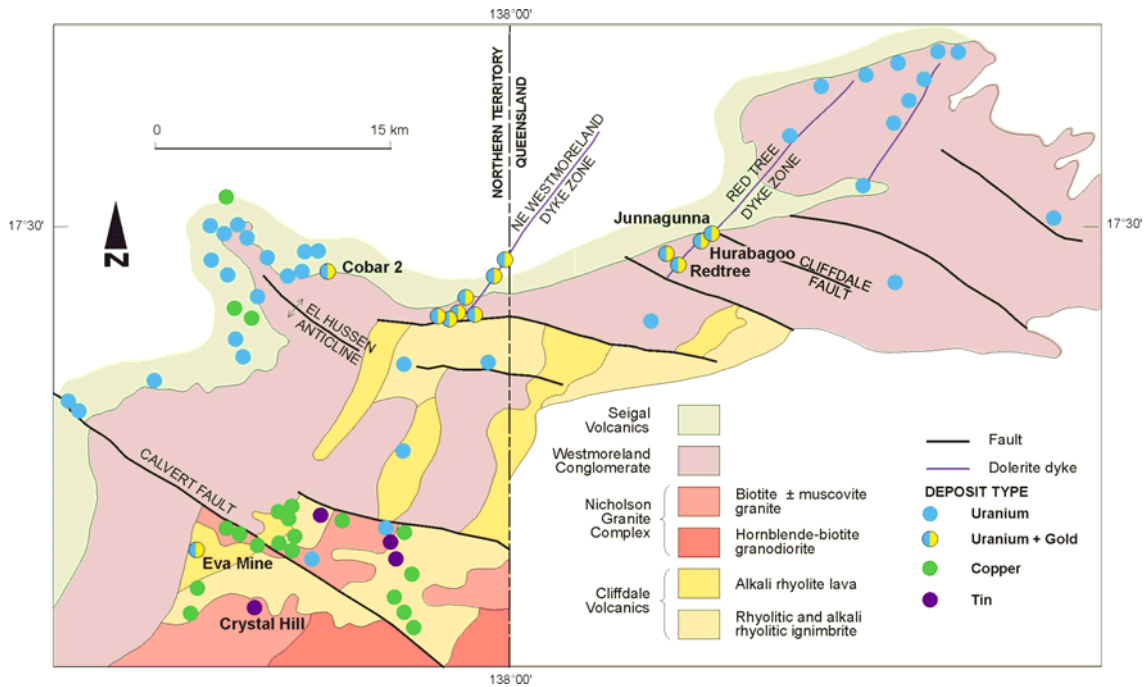 138°00'
NORTHERN TERRITORY
QUEENSLAND
0
15 km
NE WESTMORELAND
DYKE ZONE
RED TREE
DYKE ZONE
17°30'
17°30'
N
Junnagunna
Hurabagoo
Redtree
CLIFFDALE
FAULT
Cobar 2
EL HUSSEN
ANTICLINE
CALVERT FAULT
Eva Mine
Crystal Hill
Seigal
Volcanics
Westmoreland
Conglomerate
Nicholson
Granite
Complex
Biotite ± muscovite
granite
Hornblende-biotite
granodiorite
Cliffdale
Volcanics
Alkali rhyolite lava
Rhyolitic and alkali
rhyolitic ignimbrite
Fault
Dolerite dyke
DEPOSIT TYPE
Uranium
Uranium + Gold
Copper
Tin
138°00'